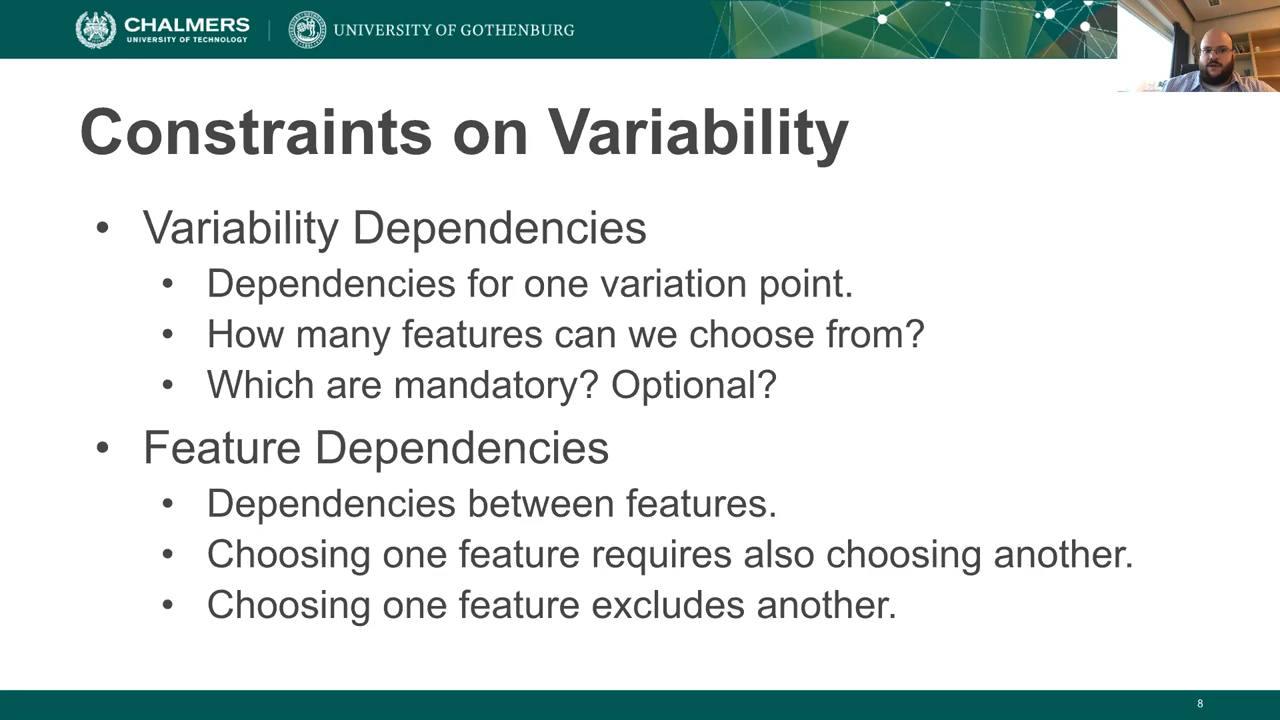 CHALMERS
UNIVERSITY OF TECHNOLOGY
UNIVERSITY OF GOTHENBURG
Constraints on Variability
• Variability Dependencies
• Dependencies for one variation point.
• How many features can we choose from?
• Which are mandatory? Optional?
• Feature Dependencies
• Dependencies between features.
• Choosing one feature requires also choosing another.
• Choosing one feature excludes another.
8